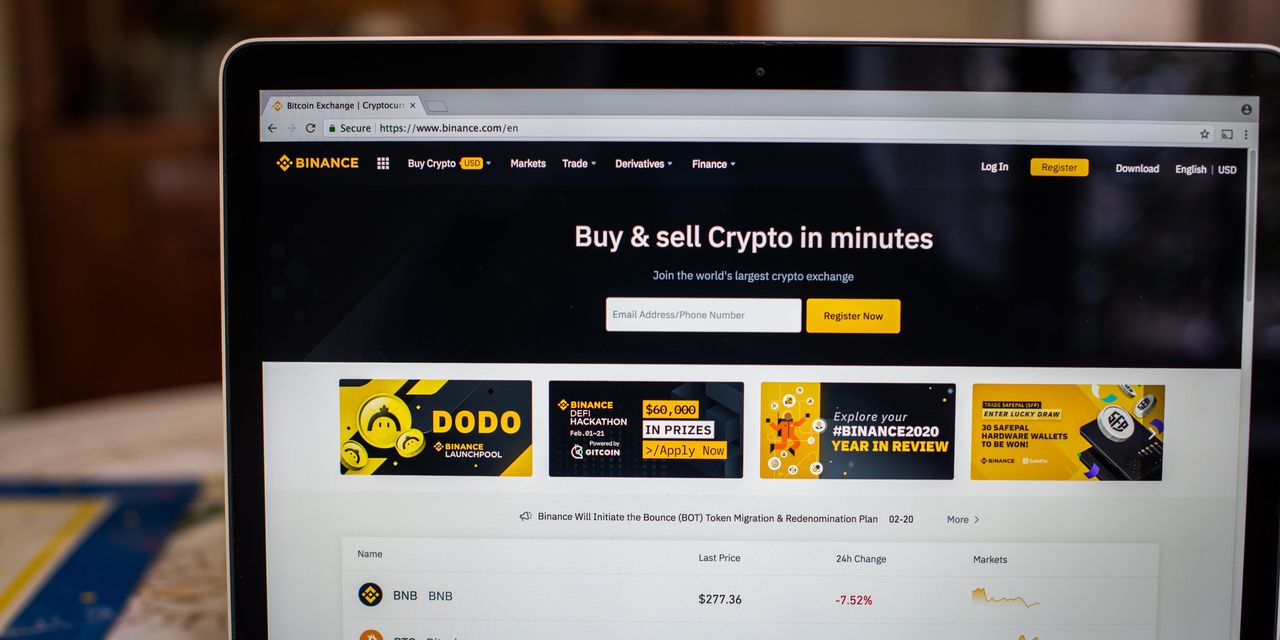 Bitcoin Exchange | Cryptocurr
Secure
https://www.binance.com/en
BINANCE
Buy Crypto USD
Markets
Trade
Derivatives
Finance
Log In
Register
Download
English | USD
Buy & sell Crypto in minutes
Join the world's largest crypto exchange
Email Address/Phone Number
Register Now
DODO
BINANCE
LAUNCHPOOL
BINANCE
DEFI
HACKATHON
Feb.01-21
Powered by
GITCOIN
$60,000
IN PRIZES
>/Apply Now
Explore your
#BINANCE2020
YEAR IN REVIEW
TRADE SAFEPAL (SFP)
ENTER LUCKY DRAW
30 SAFEPAL
HARDWARE WALLETS
TO BE WON!
BINANCE
SafePal
SFP
Binance Will Initiate the Bounce (BOT) Token Migration & Redenomination Plan 02-20
More
Name
Last Price
24h Change
Markets
BNB BNB
$277.36
-7.52%